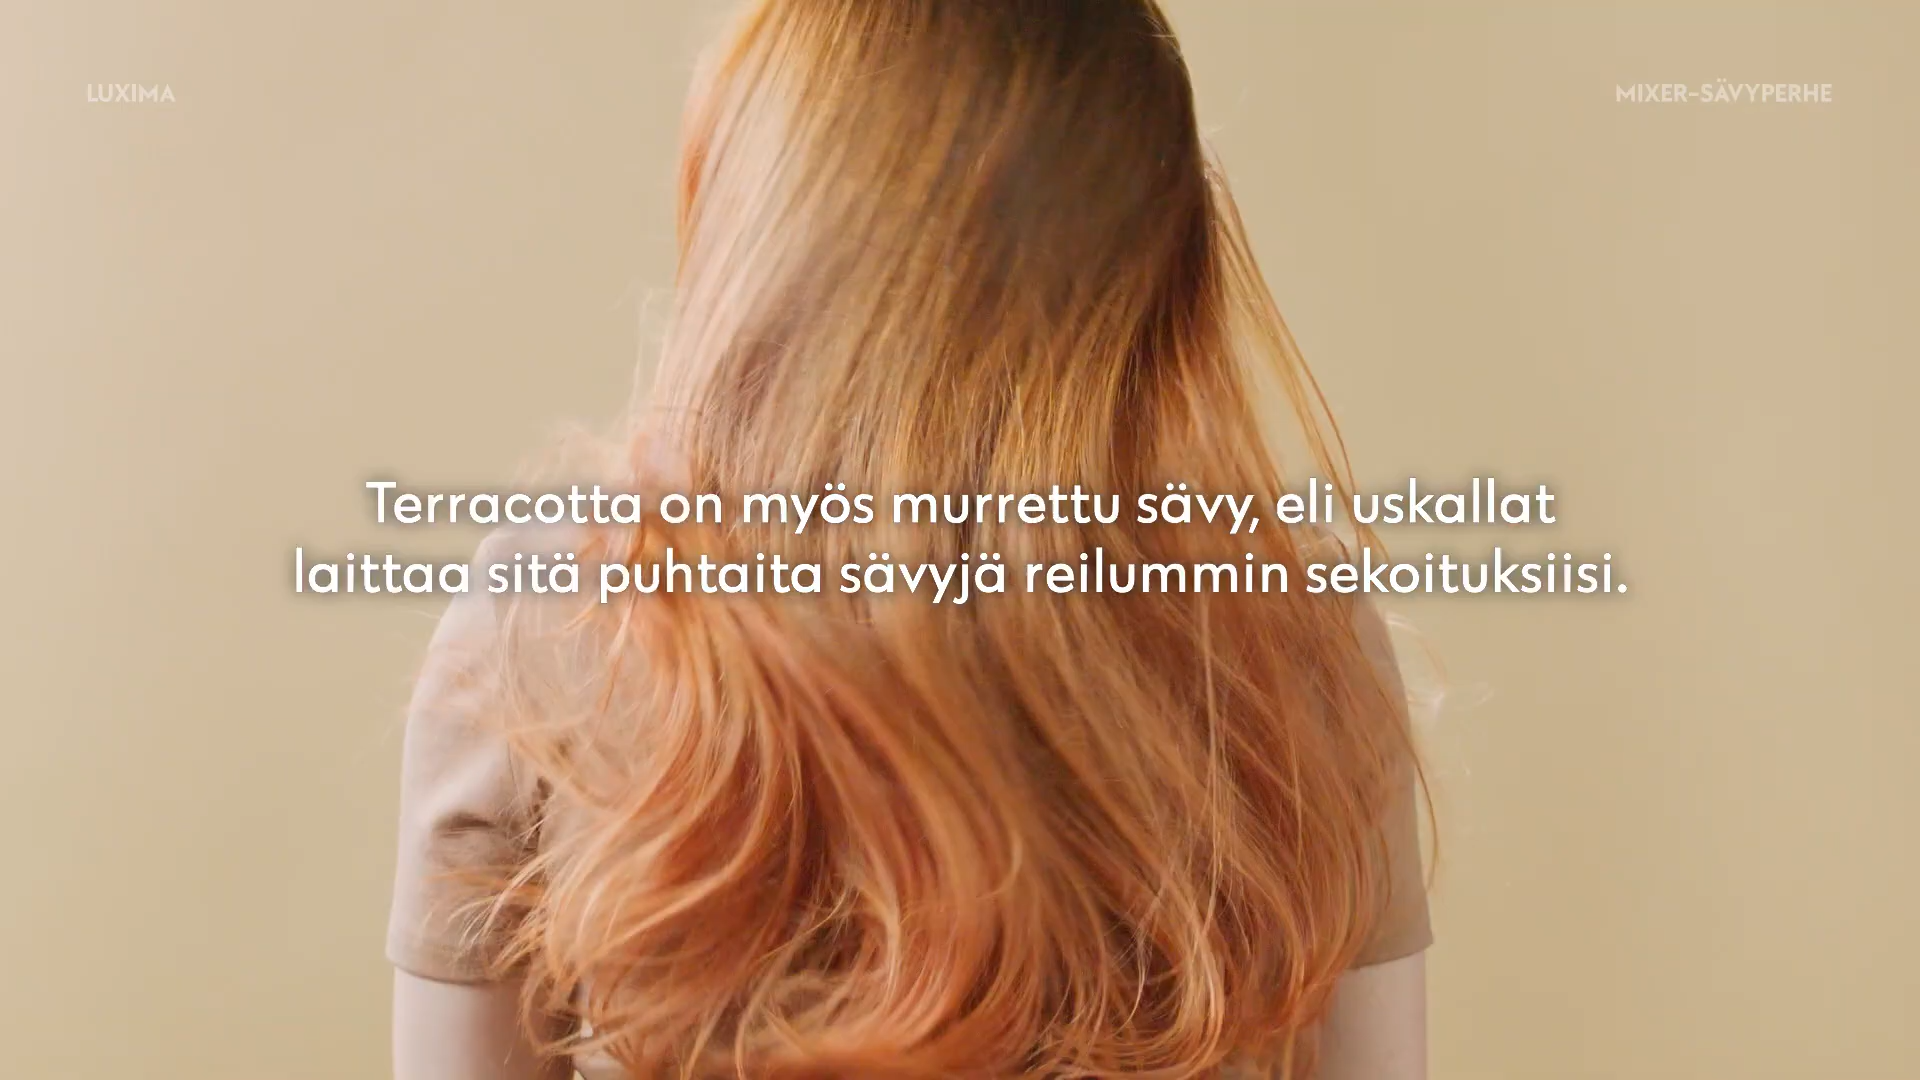 LUXIMA
MIXER-SÄVYPERHE
Terracotta on myös murrettu sävy, eli uskallat
laittaa sitä puhtaita sävyjä reilummin sekoituksiisi.